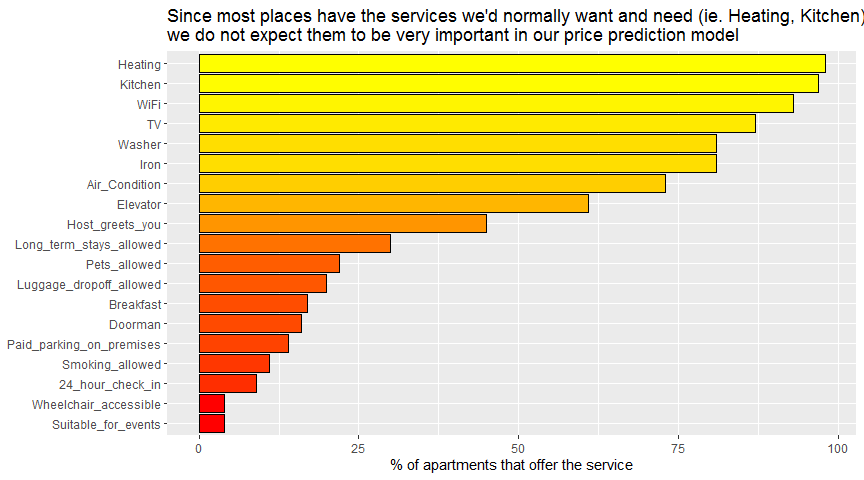 Since most places have the services we'd normally want and need (ie. Heating, Kitchen)
we do not expect them to be very important in our price prediction model
Heating
Kitchen
WiFi
TV
Washer
Iron
Air_Condition
Elevator
Host_greets_you
Long_term_stays_allowed
Pets_allowed
Luggage_dropoff_allowed
Breakfast
Doorman
Paid_parking_on_premises
Smoking_allowed
24_hour_check_in
Wheelchair_accessible
Suitable_for_events
0 25 50 75 100
% of apartments that offer the service